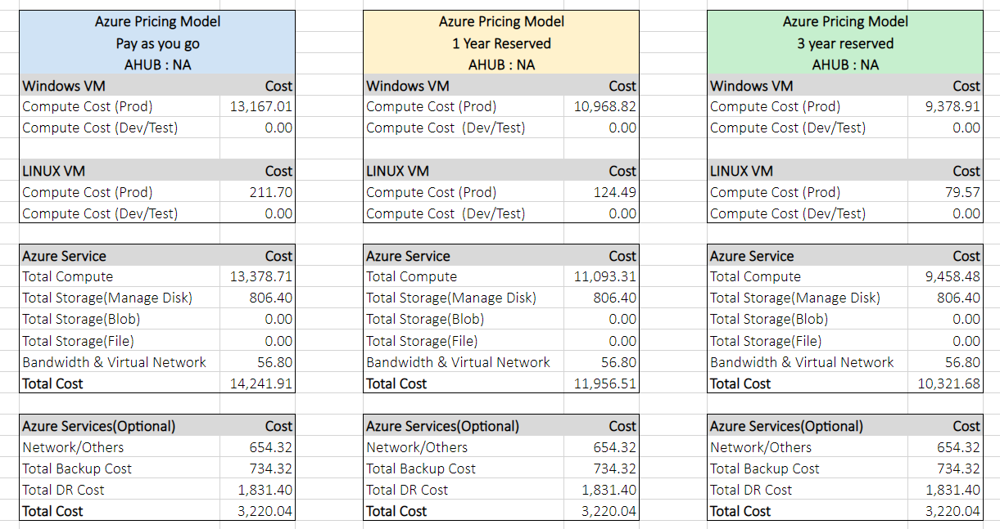 Azure Pricing Model
Pay as you go
AHUB : NA
Windows VM Cost
Compute Cost (Prod) 13,167.01
Compute Cost (Dev/Test) 0.00
LINUX VM Cost
Compute Cost (Prod) 211.70
Compute Cost (Dev/Test) 0.00
Azure Service Cost
Total Compute 13,378.71
Total Storage(Manage Disk) 806.40
Total Storage(Blob) 0.00
Total Storage(File) 0.00
Bandwidth & Virtual Network 56.80
Total Cost 14,241.91
Azure Services(Optional) Cost
Network/Others 654.32
Total Backup Cost 734.32
Total DR Cost 1,831.40
Total Cost 3,220.04
Azure Pricing Model
1 Year Reserved
AHUB : NA
Windows VM Cost
Compute Cost (Prod) 10,968.82
Compute Cost (Dev/Test) 0.00
LINUX VM Cost
Compute Cost (Prod) 124.49
Compute Cost (Dev/Test) 0.00
Azure Service Cost
Total Compute 11,093.31
Total Storage(Manage Disk) 806.40
Total Storage(Blob) 0.00
Total Storage(File) 0.00
Bandwidth & Virtual Network 56.80
Total Cost 11,956.51
Azure Services(Optional) Cost
Network/Others 654.32
Total Backup Cost 734.32
Total DR Cost 1,831.40
Total Cost 3,220.04
Azure Pricing Model
3 year reserved
AHUB : NA
Windows VM Cost
Compute Cost (Prod) 9,378.91
Compute Cost (Dev/Test) 0.00
LINUX VM Cost
Compute Cost (Prod) 79.57
Compute Cost (Dev/Test) 0.00
Azure Service Cost
Total Compute 9,458.48
Total Storage(Manage Disk) 806.40
Total Storage(Blob) 0.00
Total Storage(File) 0.00
Bandwidth & Virtual Network 56.80
Total Cost 10,321.68
Azure Services(Optional) Cost
Network/Others 654.32
Total Backup Cost 734.32
Total DR Cost 1,831.40
Total Cost 3,220.04